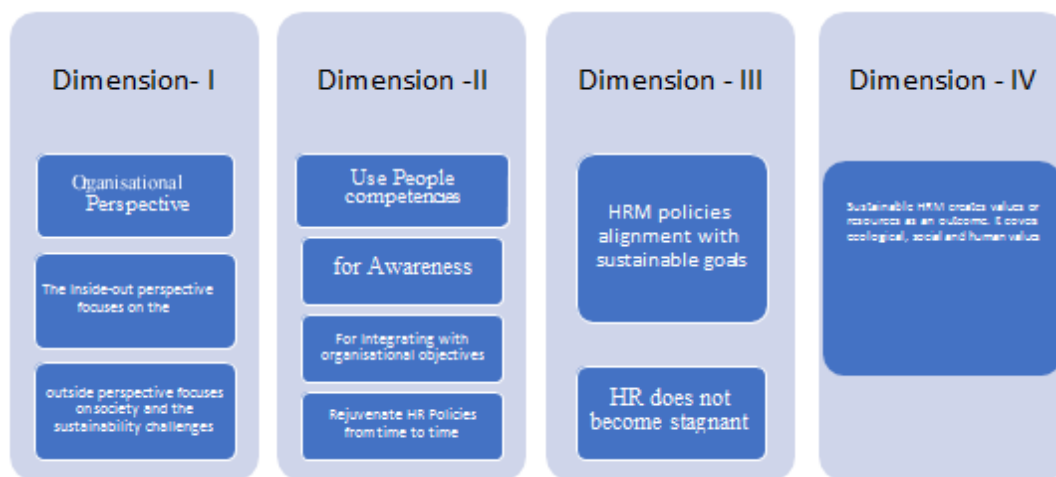 Dimension- I
Oganisational
Perspective
The Inside-out perspective
focuses on the
outside perspective focuses
on society and the
sustainability challenges
Dimension -II
Use People
competencies
for Awareness
For Integrating with
organisational objectives
Rejuvenate HR Policies
from time to time
Dimension - III
HRM policies
alignment with
sustainable goals
HR does not
become stagnant
Dimension - IV
Sustainable HRM creates values or
resources as an outcome. It coves
ecological, social and human values